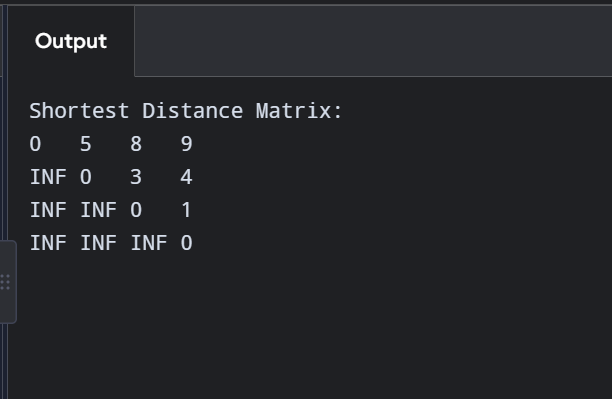 Output
Shortest Distance Matrix:
0   5   8   9
INF 0   3   4
INF INF 0   1
INF INF INF 0